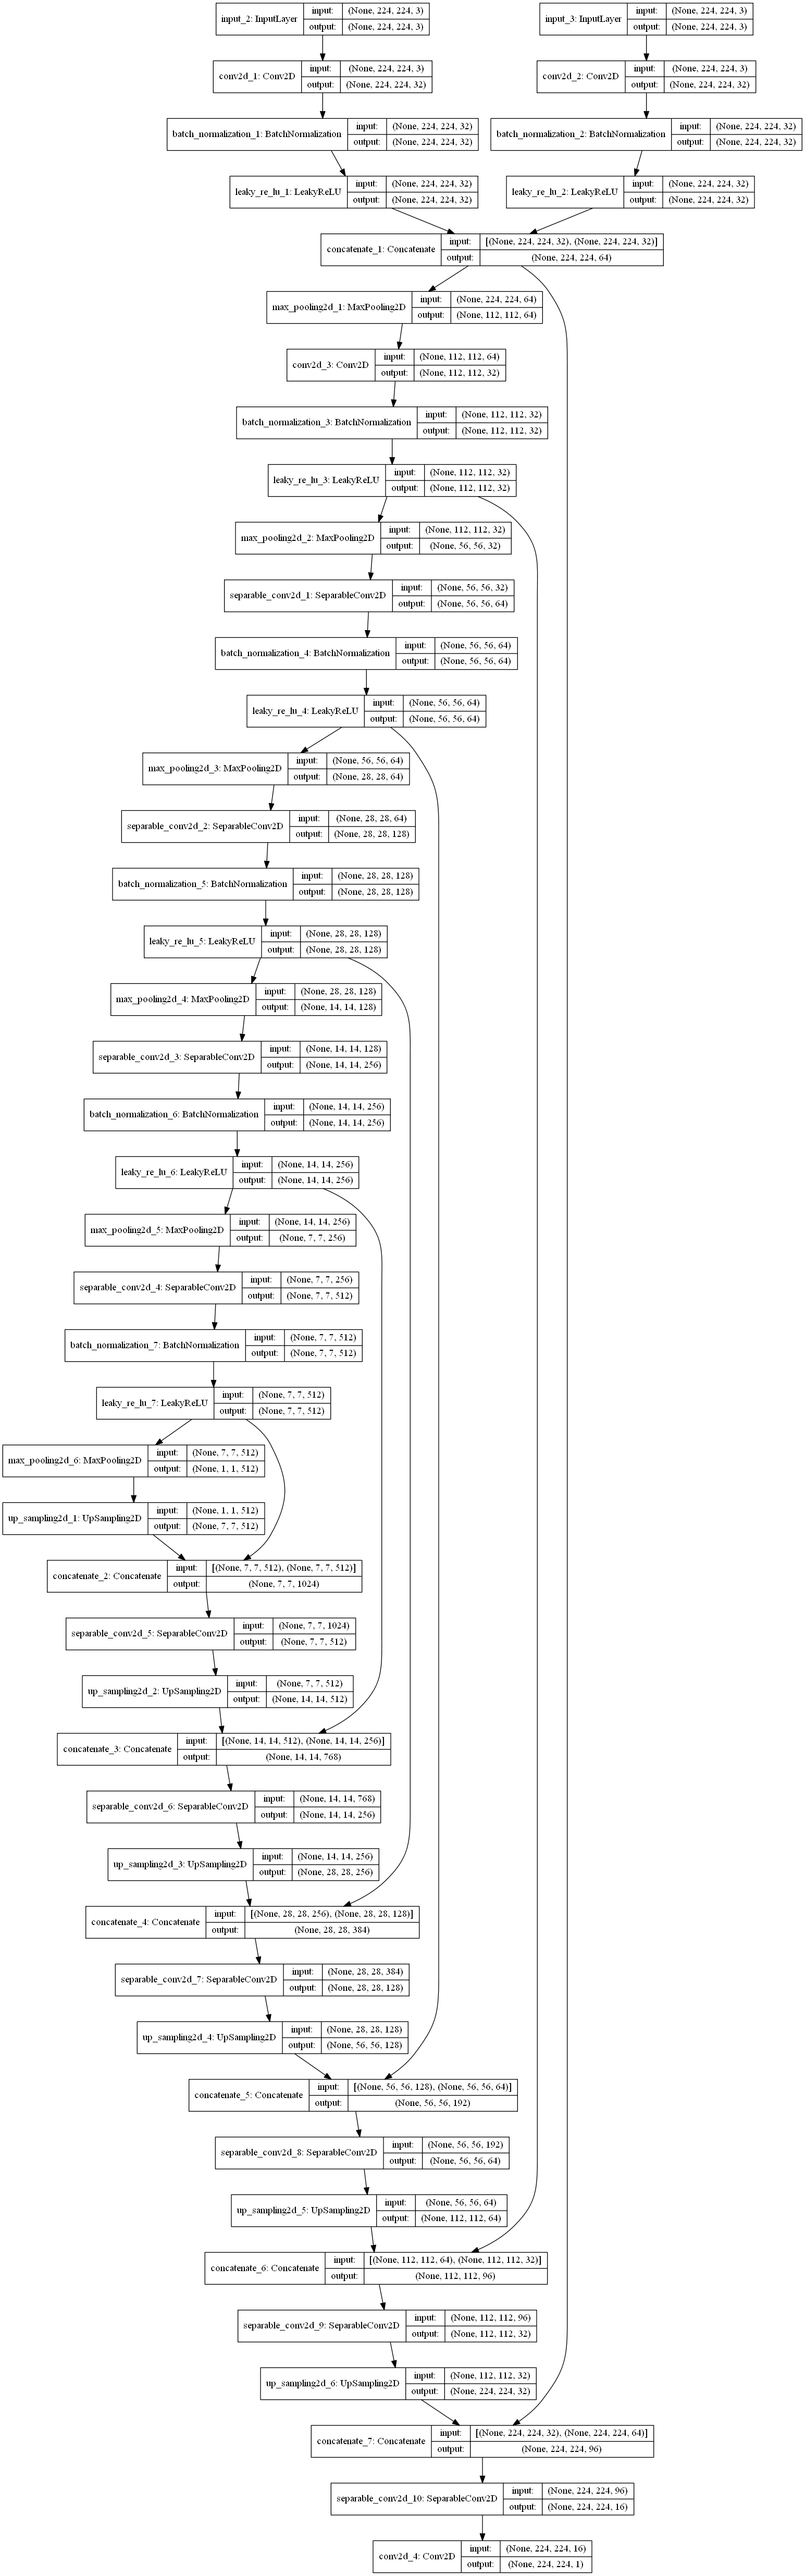 input_2: InputLayer
input: (None, 224, 224, 3)
output: (None, 224, 224, 3)
input_3: InputLayer
input: (None, 224, 224, 3)
output: (None, 224, 224, 3)
conv2d_1: Conv2D
input: (None, 224, 224, 3)
output: (None, 224, 224, 32)
conv2d_2: Conv2D
input: (None, 224, 224, 3)
output: (None, 224, 224, 32)
batch_normalization_1: BatchNormalization
input: (None, 224, 224, 32)
output: (None, 224, 224, 32)
batch_normalization_2: BatchNormalization
input: (None, 224, 224, 32)
output: (None, 224, 224, 32)
leaky_re_lu_1: LeakyReLU
input: (None, 224, 224, 32)
output: (None, 224, 224, 32)
leaky_re_lu_2: LeakyReLU
input: (None, 224, 224, 32)
output: (None, 224, 224, 32)
concatenate_1: Concatenate
input: [(None, 224, 224, 32), (None, 224, 224, 32)]
output: (None, 224, 224, 64)
max_pooling2d_1: MaxPooling2D
input: (None, 224, 224, 64)
output: (None, 112, 112, 64)
conv2d_3: Conv2D
input: (None, 112, 112, 64)
output: (None, 112, 112, 32)
batch_normalization_3: BatchNormalization
input: (None, 112, 112, 32)
output: (None, 112, 112, 32)
leaky_re_lu_3: LeakyReLU
input: (None, 112, 112, 32)
output: (None, 112, 112, 32)
max_pooling2d_2: MaxPooling2D
input: (None, 112, 112, 32)
output: (None, 56, 56, 32)
separable_conv2d_1: SeparableConv2D
input: (None, 56, 56, 32)
output: (None, 56, 56, 64)
batch_normalization_4: BatchNormalization
input: (None, 56, 56, 64)
output: (None, 56, 56, 64)
leaky_re_lu_4: LeakyReLU
input: (None, 56, 56, 64)
output: (None, 56, 56, 64)
max_pooling2d_3: MaxPooling2D
input: (None, 56, 56, 64)
output: (None, 28, 28, 64)
separable_conv2d_2: SeparableConv2D
input: (None, 28, 28, 64)
output: (None, 28, 28, 128)
batch_normalization_5: BatchNormalization
input: (None, 28, 28, 128)
output: (None, 28, 28, 128)
leaky_re_lu_5: LeakyReLU
input: (None, 28, 28, 128)
output: (None, 28, 28, 128)
max_pooling2d_4: MaxPooling2D
input: (None, 28, 28, 128)
output: (None, 14, 14, 128)
separable_conv2d_3: SeparableConv2D
input: (None, 14, 14, 128)
output: (None, 14, 14, 256)
batch_normalization_6: BatchNormalization
input: (None, 14, 14, 256)
output: (None, 14, 14, 256)
leaky_re_lu_6: LeakyReLU
input: (None, 14, 14, 256)
output: (None, 14, 14, 256)
max_pooling2d_5: MaxPooling2D
input: (None, 14, 14, 256)
output: (None, 7, 7, 256)
separable_conv2d_4: SeparableConv2D
input: (None, 7, 7, 256)
output: (None, 7, 7, 512)
batch_normalization_7: BatchNormalization
input: (None, 7, 7, 512)
output: (None, 7, 7, 512)
leaky_re_lu_7: LeakyReLU
input: (None, 7, 7, 512)
output: (None, 7, 7, 512)
max_pooling2d_6: MaxPooling2D
input: (None, 7, 7, 512)
output: (None, 1, 1, 512)
up_sampling2d_1: UpSampling2D
input: (None, 1, 1, 512)
output: (None, 7, 7, 512)
concatenate_2: Concatenate
input: [(None, 7, 7, 512), (None, 7, 7, 512)]
output: (None, 7, 7, 1024)
separable_conv2d_5: SeparableConv2D
input: (None, 7, 7, 1024)
output: (None, 7, 7, 512)
up_sampling2d_2: UpSampling2D
input: (None, 7, 7, 512)
output: (None, 14, 14, 512)
concatenate_3: Concatenate
input: [(None, 14, 14, 512), (None, 14, 14, 256)]
output: (None, 14, 14, 768)
separable_conv2d_6: SeparableConv2D
input: (None, 14, 14, 768)
output: (None, 14, 14, 256)
up_sampling2d_3: UpSampling2D
input: (None, 14, 14, 256)
output: (None, 28, 28, 256)
concatenate_4: Concatenate
input: [(None, 28, 28, 256), (None, 28, 28, 128)]
output: (None, 28, 28, 384)
separable_conv2d_7: SeparableConv2D
input: (None, 28, 28, 384)
output: (None, 28, 28, 128)
up_sampling2d_4: UpSampling2D
input: (None, 28, 28, 128)
output: (None, 56, 56, 128)
concatenate_5: Concatenate
input: [(None, 56, 56, 128), (None, 56, 56, 64)]
output: (None, 56, 56, 192)
separable_conv2d_8: SeparableConv2D
input: (None, 56, 56, 192)
output: (None, 56, 56, 64)
up_sampling2d_5: UpSampling2D
input: (None, 56, 56, 64)
output: (None, 112, 112, 64)
concatenate_6: Concatenate
input: [(None, 112, 112, 64), (None, 112, 112, 32)]
output: (None, 112, 112, 96)
separable_conv2d_9: SeparableConv2D
input: (None, 112, 112, 96)
output: (None, 112, 112, 32)
up_sampling2d_6: UpSampling2D
input: (None, 112, 112, 32)
output: (None, 224, 224, 32)
concatenate_7: Concatenate
input: [(None, 224, 224, 32), (None, 224, 224, 64)]
output: (None, 224, 224, 96)
separable_conv2d_10: SeparableConv2D
input: (None, 224, 224, 96)
output: (None, 224, 224, 16)
conv2d_4: Conv2D
input: (None, 224, 224, 16)
output: (None, 224, 224, 1)